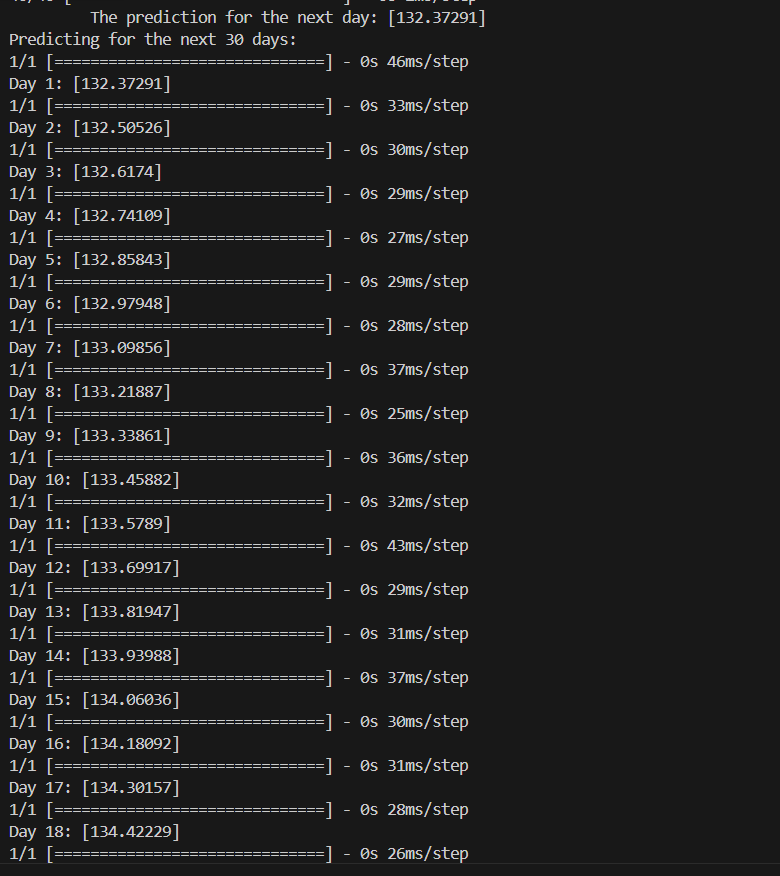 The prediction for the next day: [132.37291]
Predicting for the next 30 days:
1/1 [==============================] - 0s 46ms/step
Day 1: [132.37291]
1/1 [==============================] - 0s 33ms/step
Day 2: [132.50526]
1/1 [==============================] - 0s 30ms/step
Day 3: [132.6174]
1/1 [==============================] - 0s 29ms/step
Day 4: [132.74109]
1/1 [==============================] - 0s 27ms/step
Day 5: [132.85843]
1/1 [==============================] - 0s 29ms/step
Day 6: [132.97948]
1/1 [==============================] - 0s 28ms/step
Day 7: [133.09856]
1/1 [==============================] - 0s 37ms/step
Day 8: [133.21887]
1/1 [==============================] - 0s 25ms/step
Day 9: [133.33861]
1/1 [==============================] - 0s 36ms/step
Day 10: [133.45882]
1/1 [==============================] - 0s 32ms/step
Day 11: [133.5789]
1/1 [==============================] - 0s 43ms/step
Day 12: [133.69917]
1/1 [==============================] - 0s 29ms/step
Day 13: [133.81947]
1/1 [==============================] - 0s 31ms/step
Day 14: [133.93988]
1/1 [==============================] - 0s 37ms/step
Day 15: [134.06036]
1/1 [==============================] - 0s 30ms/step
Day 16: [134.18092]
1/1 [==============================] - 0s 31ms/step
Day 17: [134.30157]
1/1 [==============================] - 0s 28ms/step
Day 18: [134.42229]
1/1 [==============================] - 0s 26ms/step